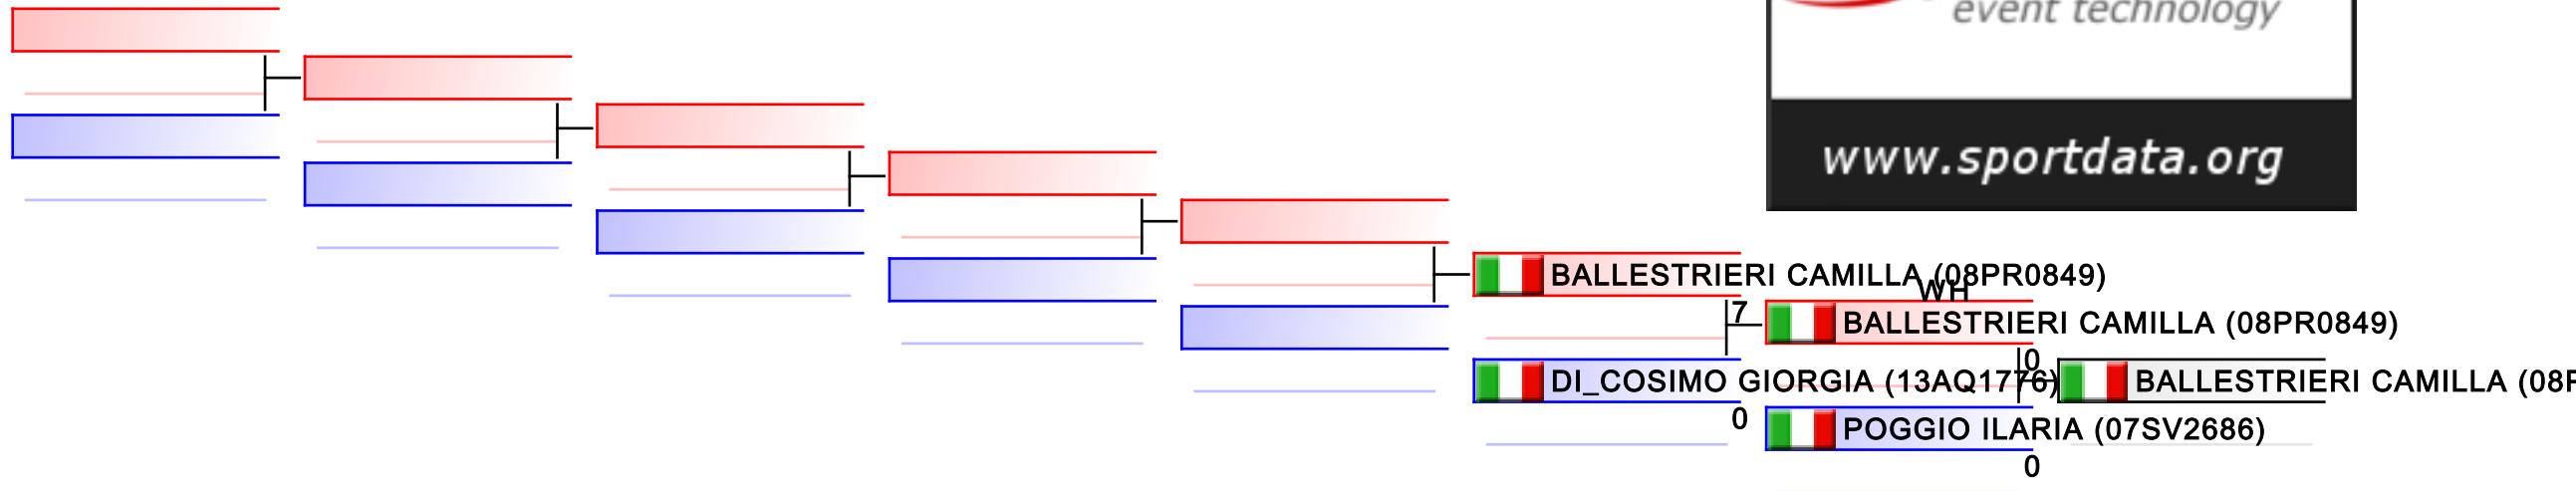 event technology
www.sportdata.org
BALLESTRIERI CAMILLA (08PR0849)
WH
7
BALLESTRIERI CAMILLA (08PR0849)
0
DI_COSIMO GIORGIA (13AQ1776)
BALLESTRIERI CAMILLA (08
0
POGGIO ILARIA (07SV2686)
0